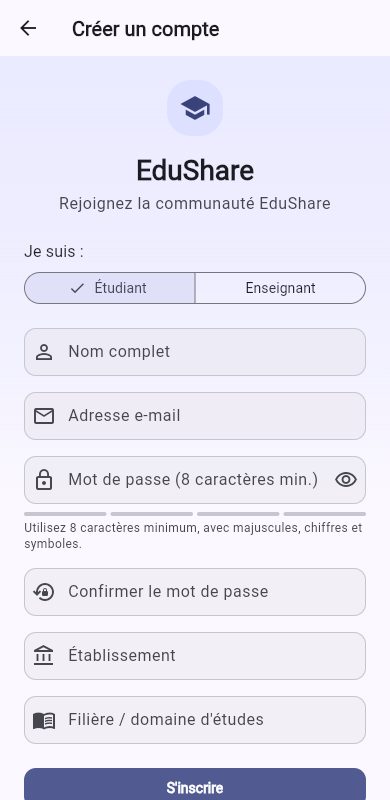 Créer un compte
EduShare
Rejoignez la communauté EduShare
Je suis :
Étudiant
Enseignant
Nom complet
Adresse e-mail
Mot de passe (8 caractères min.)
Utilisez 8 caractères minimum, avec majuscules, chiffres et
symboles.
Confirmer le mot de passe
Établissement
Filière / domaine d'études
S'inscrire